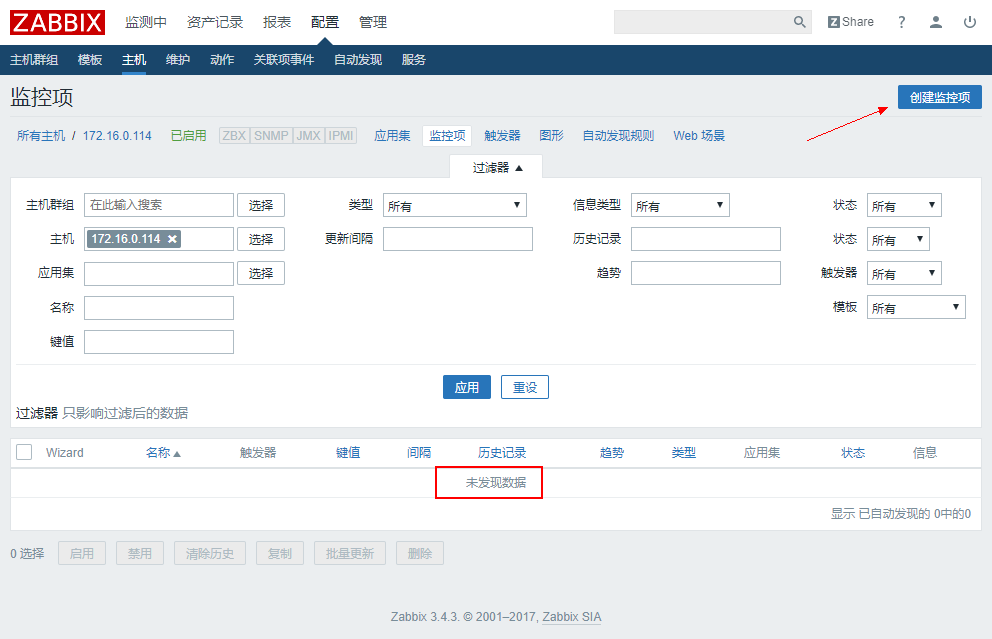 ZABBIX 监测中 资产记录 报表 配置 管理 Z Share ?
主机群组 模板 主机 维护 动作 关联项事件 自动发现 服务
监控项 创建监控项
所有主机 / 172.16.0.114 已启用 ZBX SNMP JMX IPMI 应用集 监控项 触发器 图形 自动发现规则 Web 场景
过滤器 ▲
主机群组 在此输入搜索 选择 类型 所有 信息类型 所有 状态 所有
主机 172.16.0.114 选择 更新间隔 历史记录 状态 所有
应用集 选择 趋势 触发器 所有
名称 模板 所有
键值
应用 重设
过滤器 只影响过滤后的数据
Wizard 名称▲ 触发器 键值 间隔 历史记录 趋势 类型 应用集 状态 信息
未发现数据
显示 已自动发现的 0中的0
0 选择 启用 禁用 清除历史 复制 批量更新 删除
Zabbix 3.4.3. © 2001–2017, Zabbix SIA